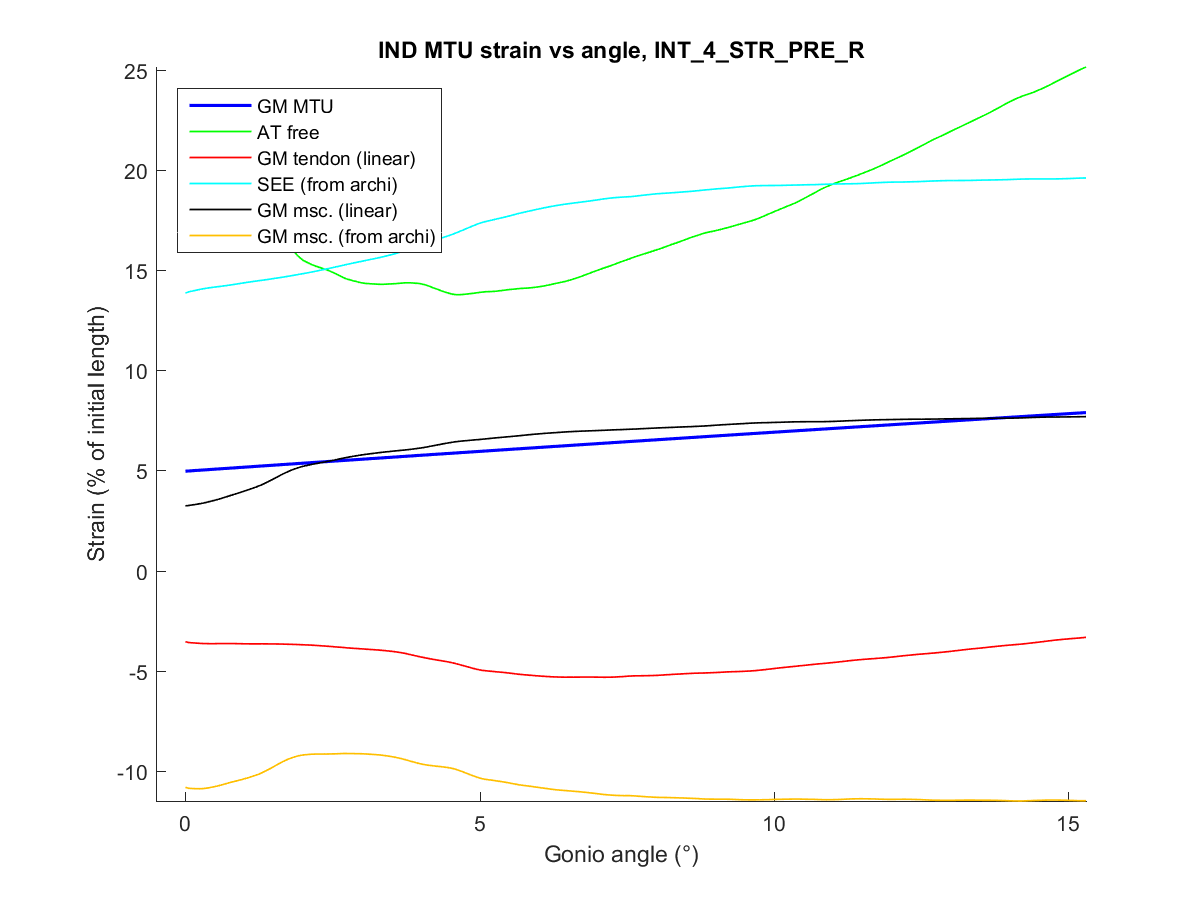 IND MTU strain vs angle, INT_4_STR_PRE_R
25
20
15
10
5
0
-5
-10
Strain (% of initial length)
GM MTU
AT free
GM tendon (linear)
SEE (from archi)
GM msc. (linear)
GM msc. (from archi)
0 5 10 15
Gonio angle (°)